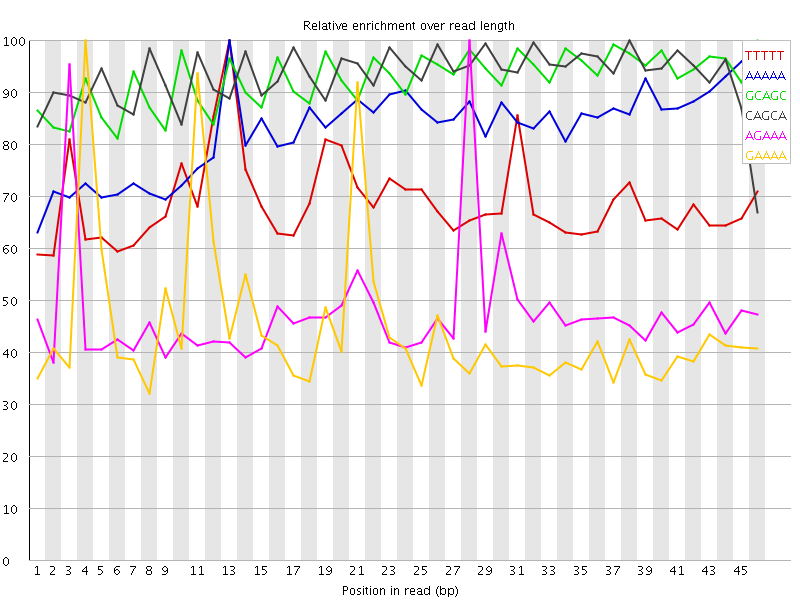 Relative enrichment over read length
100
90
80
70
60
50
40
30
20
10
0
TTTTT
AAAAA
GCAGC
CAGCA
AGAAA
GAAAA
1 2 3 4 5 6 7 8 9 11 13 15 17 19 21 23 25 27 29 31 33 35 37 39 41 43 45
Position in read (bp)